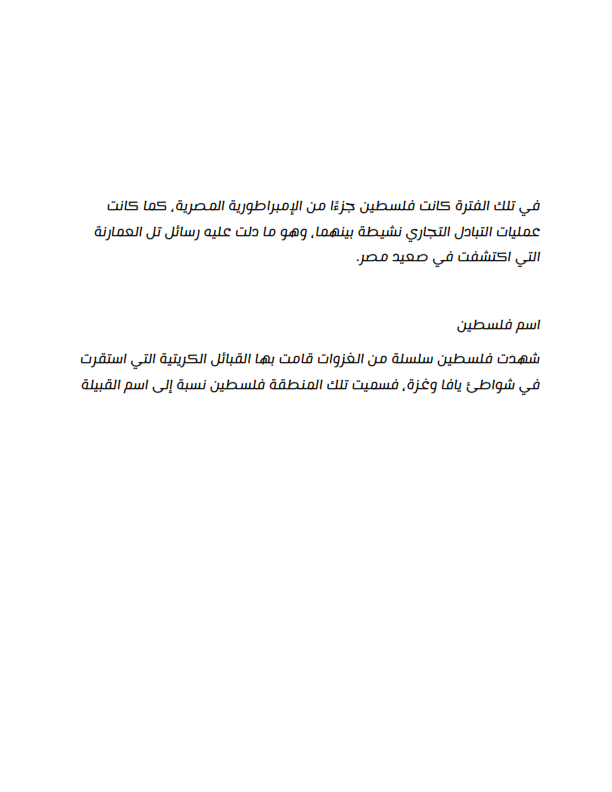 في تلك الفترة كانت فلسطين جزءًا من الإمبراطورية المصرية، كما كانت
عمليات التبادل التجاري نشيطة بينهما، وهو ما دلت عليه رسائل تل العمارنة
التي اكتشفت في صعيد مصر.
اسم فلسطين
شهدت فلسطين سلسلة من الغزوات قامت بها القبائل الكريتية التي استقرت
في شواطئ يافا وغزة، فسميت تلك المنطقة فلسطين نسبة إلى اسم القبيلة